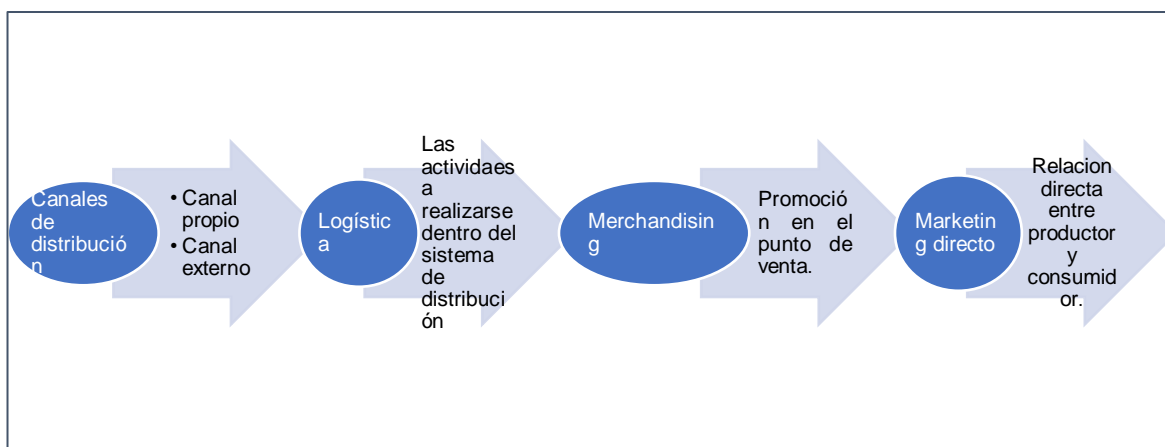 Canales
de
distribució
n
• Canal
propio
• Canal
externo
Logístic
a
Las
actividaes
a
realizarse
dentro del
sistema
de
distribuci
ón
Merchandisin
g
Promoció
n en el
punto de
venta.
Marketin
g directo
Relacion
directa
entre
productor
y
consumid
or.